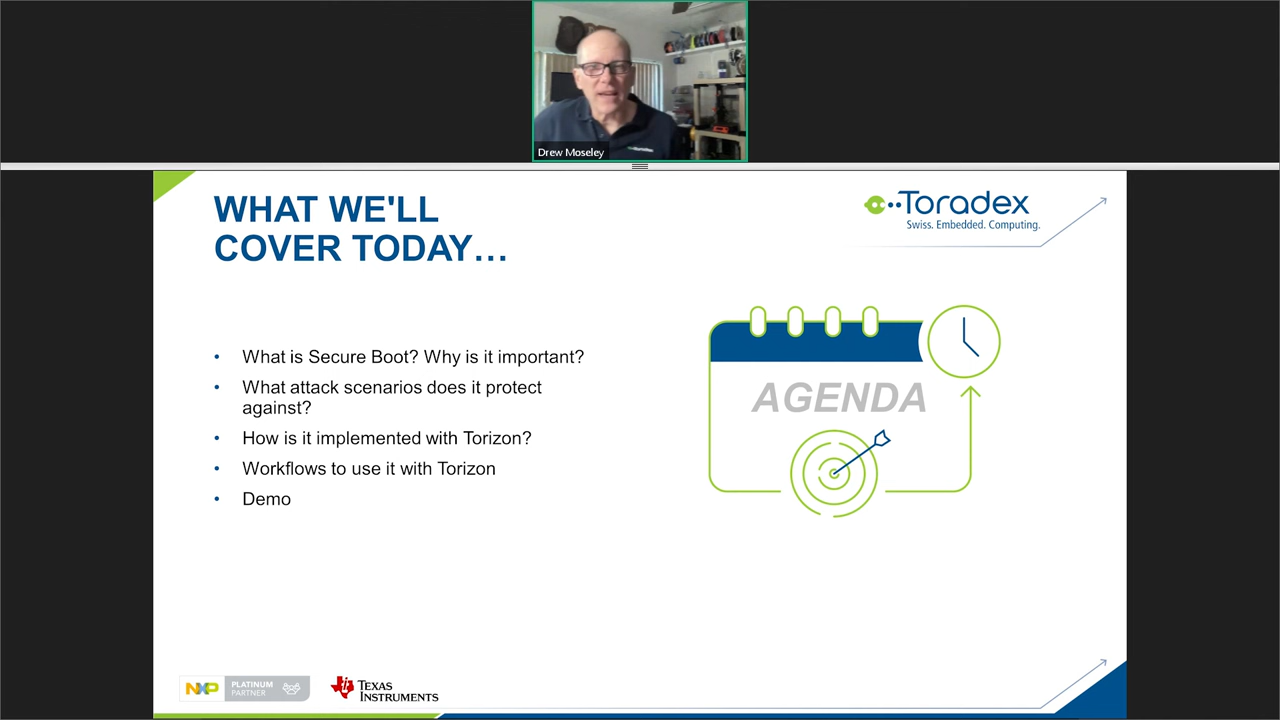 Drew Moseley
WHAT WE'LL
COVER TODAY…
Toradex
Swiss. Embedded. Computing.
• What is Secure Boot? Why is it important?
• What attack scenarios does it protect
against?
• How is it implemented with Torizon?
• Workflows to use it with Torizon
• Demo
AGENDA
NXP
PLATINUM
PARTNER
TEXAS
INSTRUMENTS